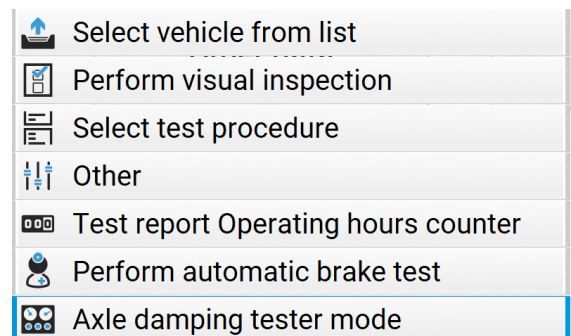 Select vehicle from list
Perform visual inspection
Select test procedure
Other
000 Test report Operating hours counter
Perform automatic brake test
Axle damping tester mode